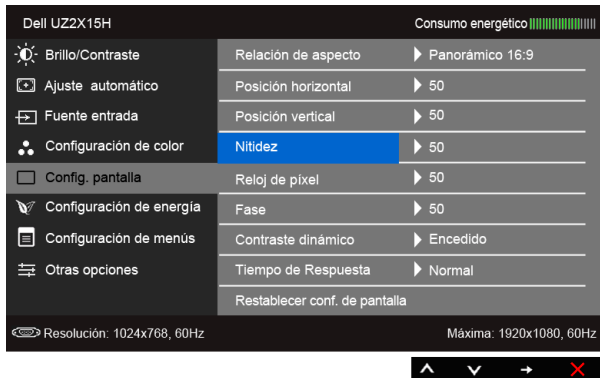 Dell UZ2X15H
Consumo energético
Brillo/Contraste
Relación de aspecto
Panorámico 16:9
Ajuste automático
Posición horizontal
50
Fuente entrada
Posición vertical
50
Configuración de color
Nitidez
50
Config. pantalla
Reloj de píxel
50
Configuración de energía
Fase
50
Configuración de menús
Contraste dinámico
Encedido
Otras opciones
Tiempo de Respuesta
Normal
Restablecer conf. de pantalla
Resolución: 1024x768, 60Hz
Máxima: 1920x1080, 60Hz